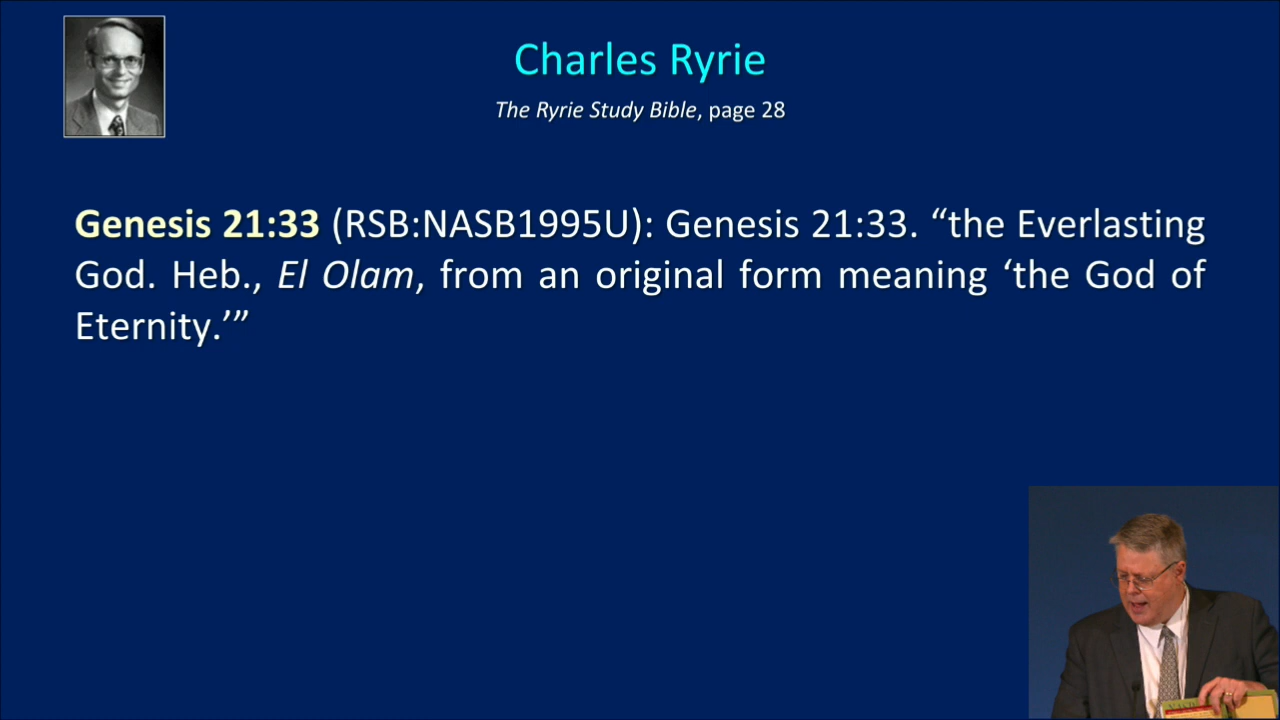 Charles Ryrie
The Ryrie Study Bible, page 28
Genesis 21:33 (RSB:NASB1995U): Genesis 21:33. “the Everlasting
God. Heb., El Olam, from an original form meaning ‘the God of
Eternity.’”